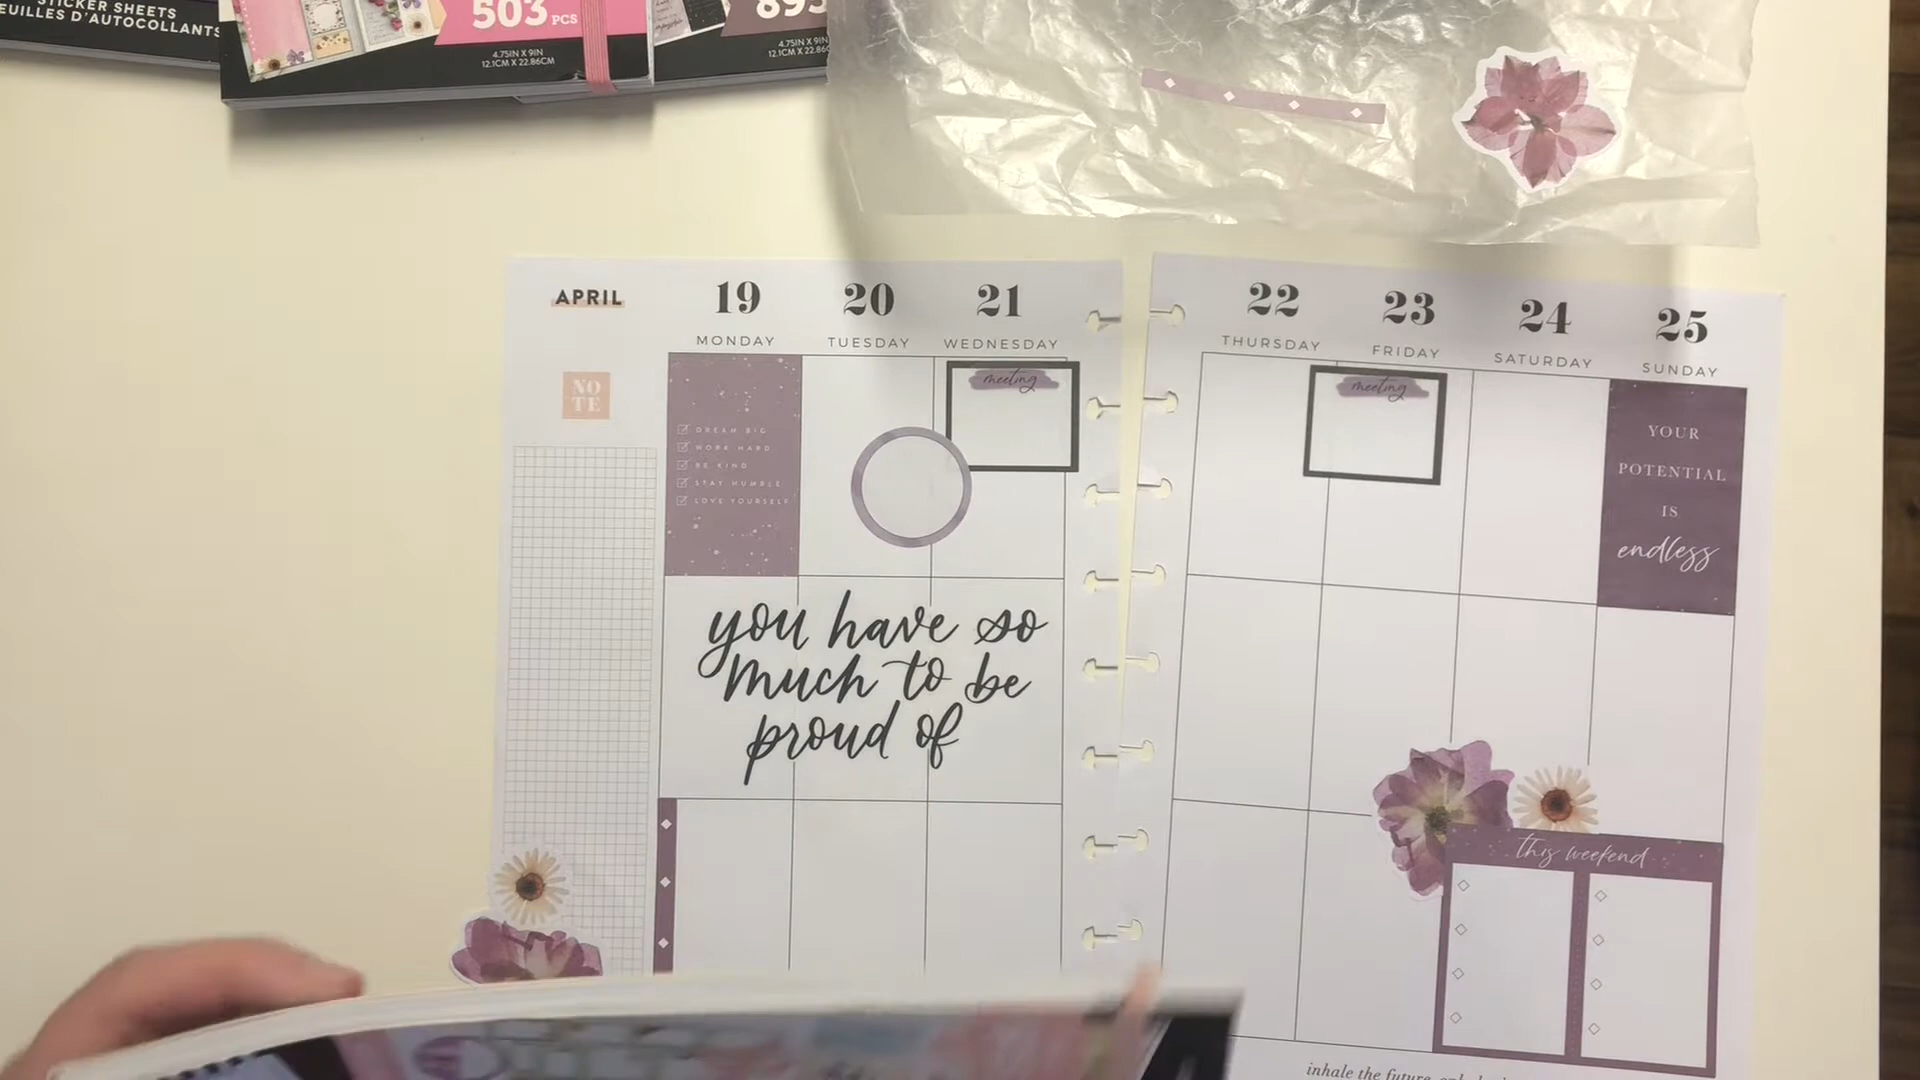 STICKER SHEETS
FEUILLES D'AUTOCOLLANTS
503 PCS
4.75IN X 9IN
12.1CM X 22.86CM
895
4.75IN X 9IN
12.1CM X 22.86
APRIL
19
MONDAY
20
TUESDAY
21
WEDNESDAY
22
THURSDAY
23
FRIDAY
24
SATURDAY
25
SUNDAY
NO
TE
DREAM BIG
WORK HARD
BE KIND
STAY HUMBLE
LOVE YOURSELF
meeting
meeting
YOUR
POTENTIAL
IS
endless
you have so
much to be
proud of
this weekend
inhale the future,